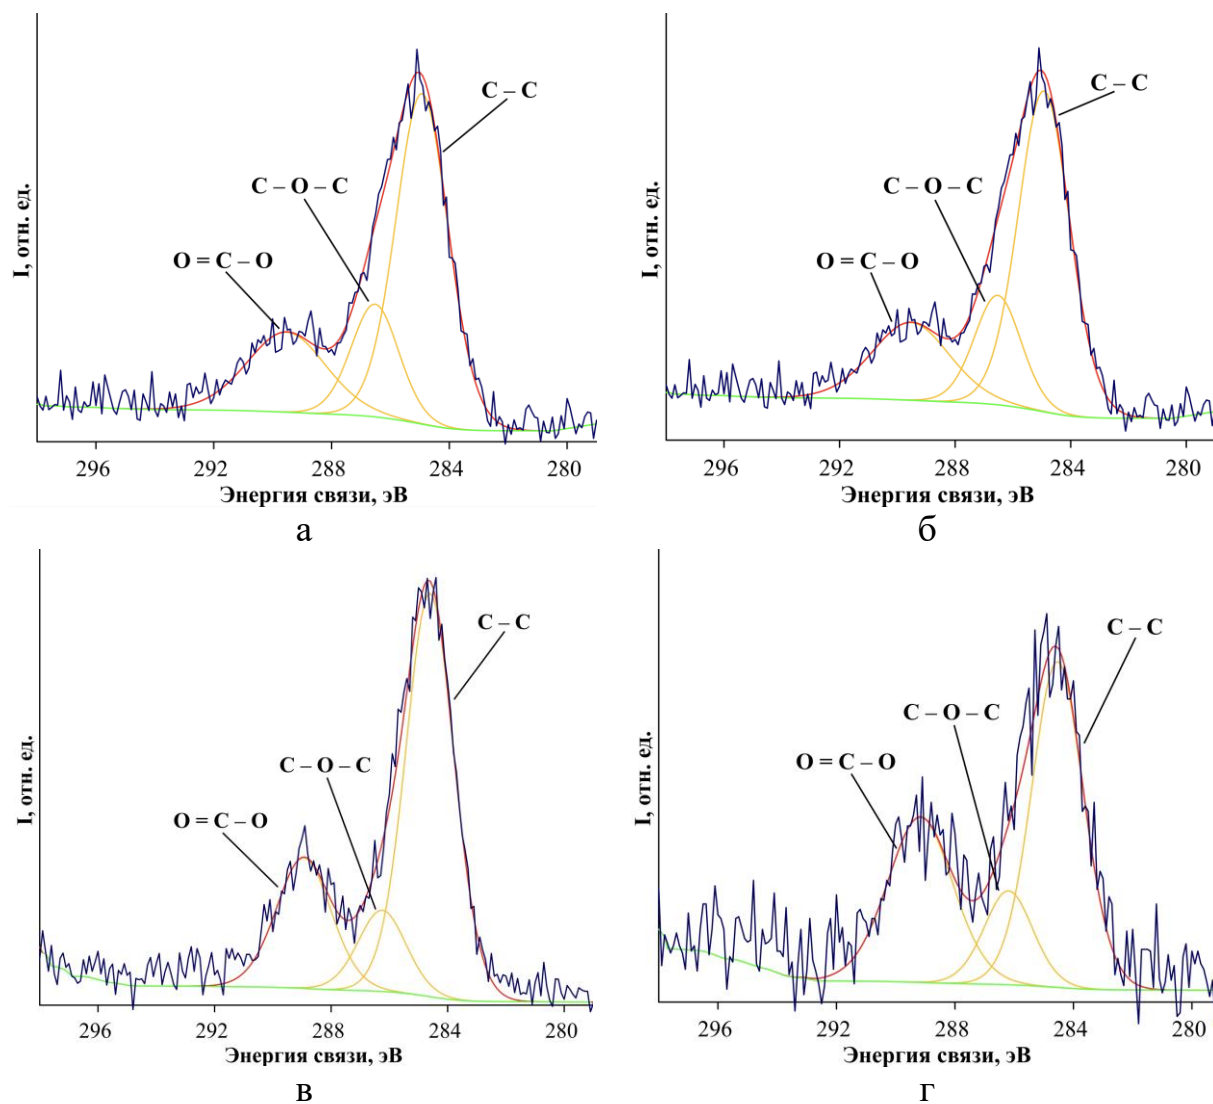 C – C
C – O – C
O = C – O
I, отн. ед.
296 292 288 284 280
Энергия связи, эВ
а
C – C
C – O – C
O = C – O
I, отн. ед.
296 292 288 284 280
Энергия связи, эВ
б
C – C
C – O – C
O = C – O
I, отн. ед.
296 292 288 284 280
Энергия связи, эВ
в
C – C
C – O – C
O = C – O
I, отн. ед.
296 292 288 284 280
Энергия связи, эВ
г